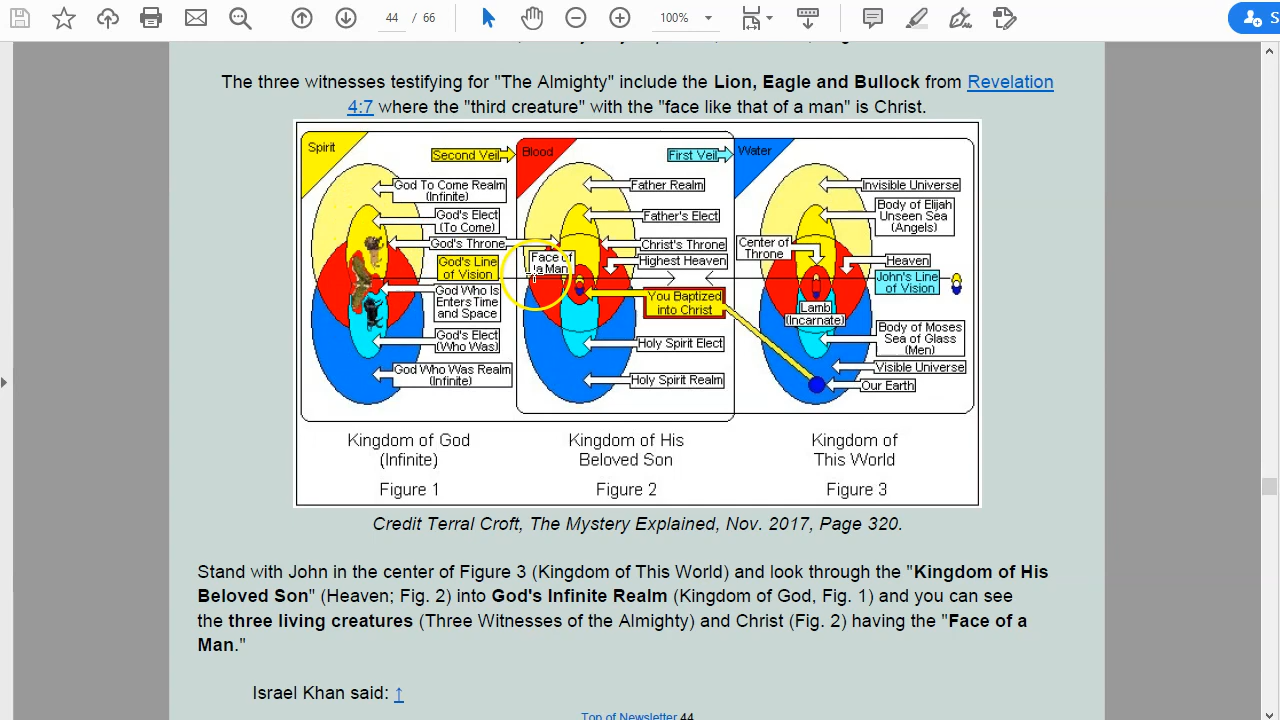 44 / 66
100%
The three witnesses testifying for "The Almighty" include the Lion, Eagle and Bullock from Revelation
4:7 where the "third creature" with the "face like that of a man" is Christ.
Spirit
Second Veil
God To Come Realm
(Infinite)
God's Elect
(To Come)
God's Throne
God's Line
of Vision
God Who Is
Enters Time
and Space
God's Elect
(Who Was)
God Who Was Realm
(Infinite)
Blood
First Veil
Father Realm
Father's Elect
Christ's Throne
Face of
a Man
Highest Heaven
You Baptized
into Christ
Holy Spirit Elect
Holy Spirit Realm
Water
Invisible Universe
Body of Elijah
Unseen Sea
(Angels)
Center of
Throne
Heaven
John's Line
of Vision
Lamb
(Incarnate)
Body of Moses
Sea of Glass
(Men)
Visible Universe
Our Earth
Kingdom of God
(Infinite)
Figure 1
Kingdom of His
Beloved Son
Figure 2
Kingdom of
This World
Figure 3
Credit Terral Croft, The Mystery Explained, Nov. 2017, Page 320.
Stand with John in the center of Figure 3 (Kingdom of This World) and look through the "Kingdom of His
Beloved Son" (Heaven; Fig. 2) into God's Infinite Realm (Kingdom of God, Fig. 1) and you can see
the three living creatures (Three Witnesses of the Almighty) and Christ (Fig. 2) having the "Face of a
Man."
Israel Khan said: ↑
Top of Newsletter 44